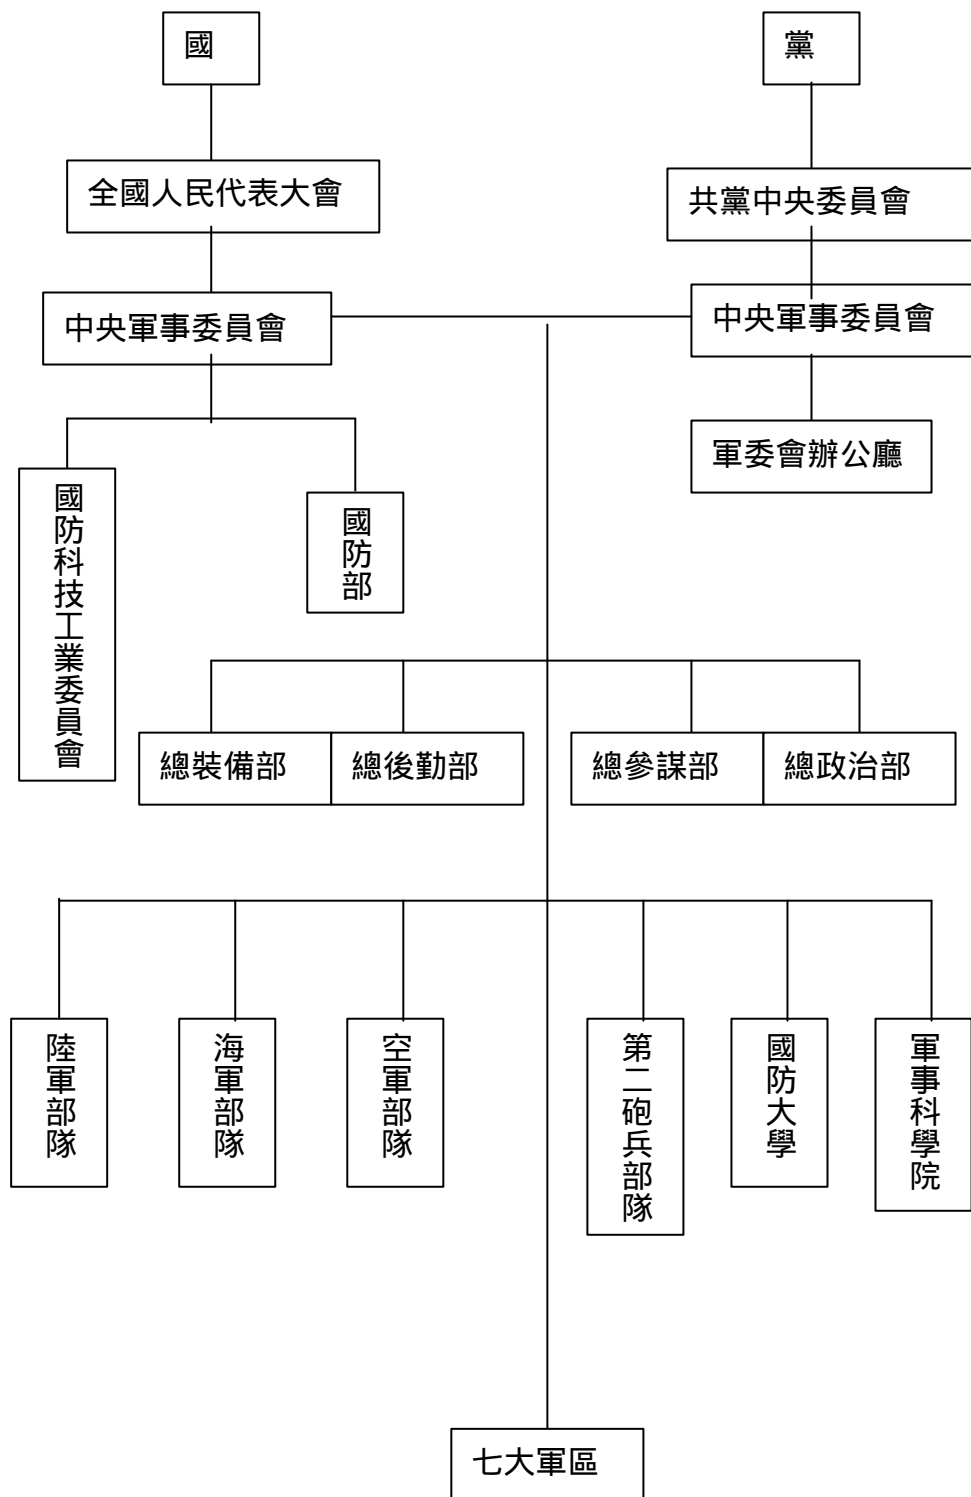 國
黨
全國人民代表大會
共黨中央委員會
中央軍事委員會
中央軍事委員會
軍委會辦公廳
國防科技工業委員會
國防部
總裝備部
總後勤部
總參謀部
總政治部
陸軍部隊
海軍部隊
空軍部隊
第二砲兵部隊
國防大學
軍事科學院
七大軍區